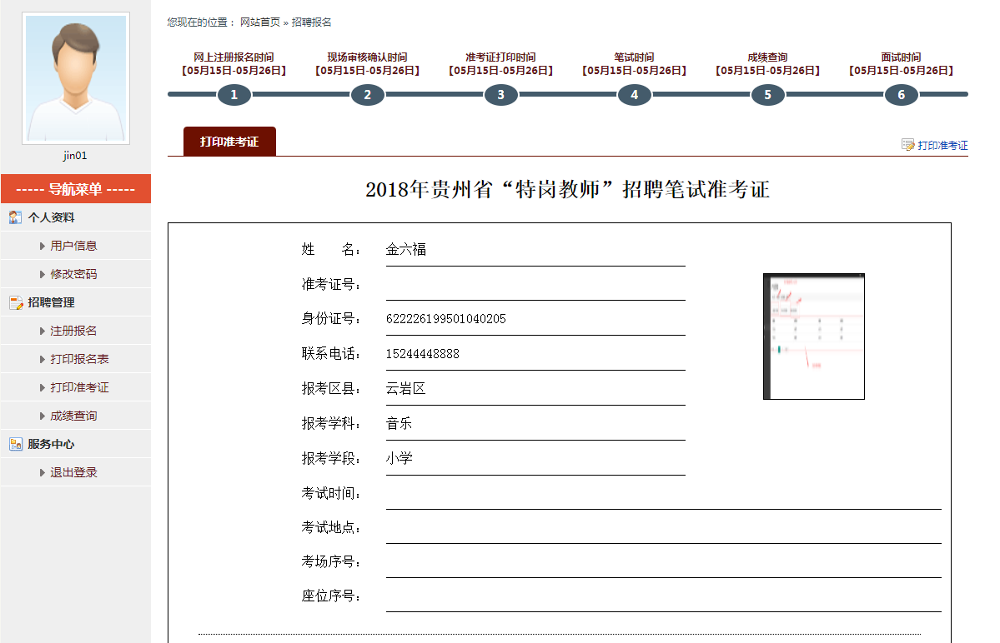 jin01
----- 导航菜单 -----
个人资料
用户信息
修改密码
招聘管理
注册报名
打印报名表
打印准考证
成绩查询
服务中心
退出登录
您现在的位置： 网站首页 » 招聘报名
网上注册报名时间
【05月15日-05月26日】
1
现场审核确认时间
【05月15日-05月26日】
2
准考证打印时间
【05月15日-05月26日】
3
笔试时间
【05月15日-05月26日】
4
成绩查询
【05月15日-05月26日】
5
面试时间
【05月15日-05月26日】
6
打印准考证
打印准考证
2018年贵州省“特岗教师”招聘笔试准考证
姓　　名： 金六福
准考证号：
身份证号： 622226199501040205
联系电话： 15244448888
报考区县： 云岩区
报考学科： 音乐
报考学段： 小学
考试时间：
考试地点：
考场序号：
座位序号：